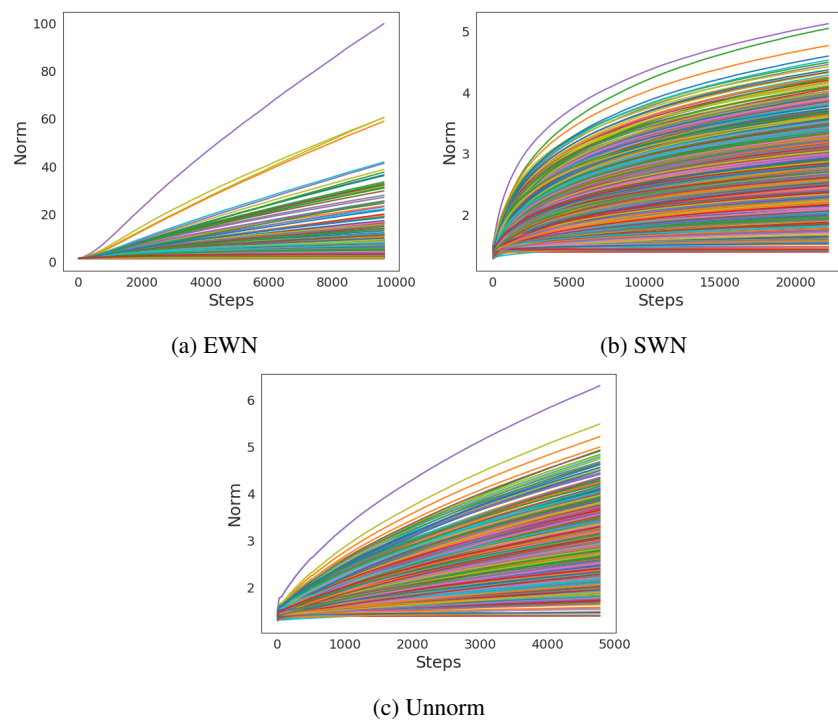 100
80
60
40
20
0
Norm
0 2000 4000 6000 8000 10000
Steps
(a) EWN
5
4
3
2
Norm
0 5000 10000 15000 20000
Steps
(b) SWN
6
5
4
3
2
Norm
0 1000 2000 3000 4000 5000
Steps
(c) Unnorm